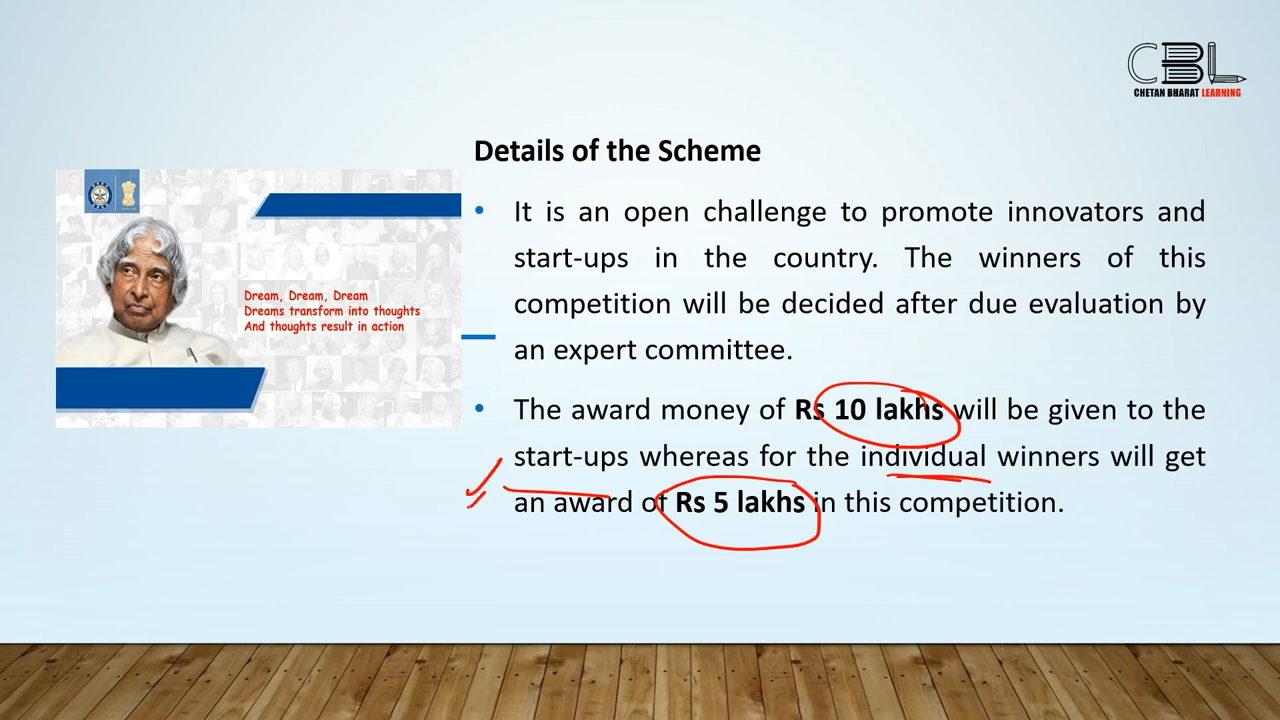 CBL
CHETAN BHARAT LEARNING
Details of the Scheme
Dream, Dream, Dream
Dreams transform into thoughts
And thoughts result in action
• It is an open challenge to promote innovators and
start-ups in the country. The winners of this
competition will be decided after due evaluation by
an expert committee.
• The award money of Rs 10 lakhs will be given to the
start-ups whereas for the individual winners will get
an award of Rs 5 lakhs in this competition.